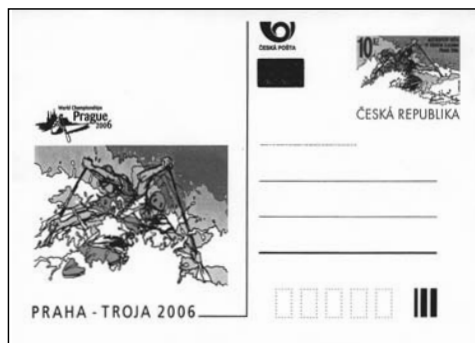 ČESKÁ POŠTA
10 Kč
ČESKÁ REPUBLIKA
World Championships
Prague
2006
PRAHA - TROJA 2006